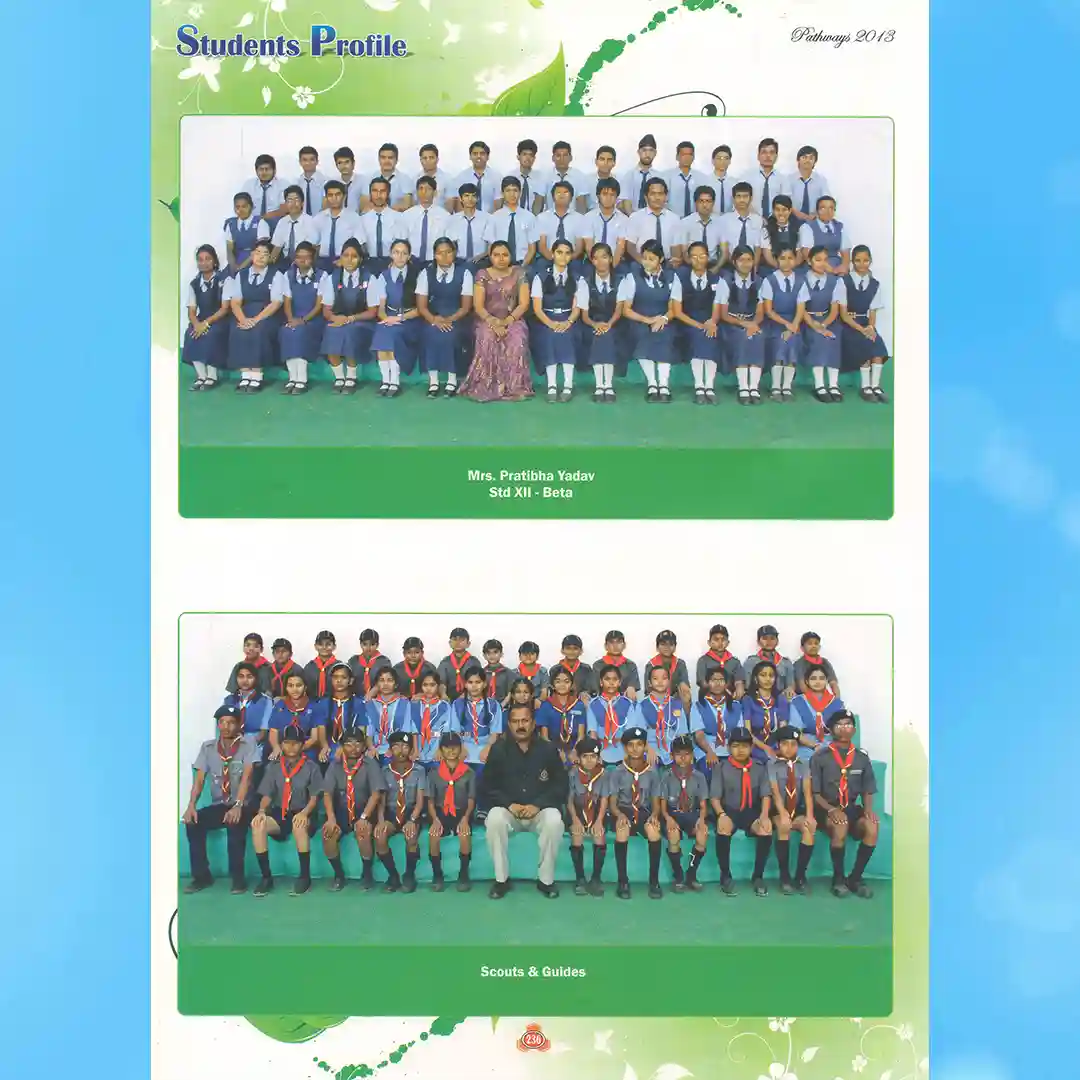 Students Profile
Pathways 2013
Mrs. Pratibha Yadav
Std XII - Beta
Scouts & Guides
236